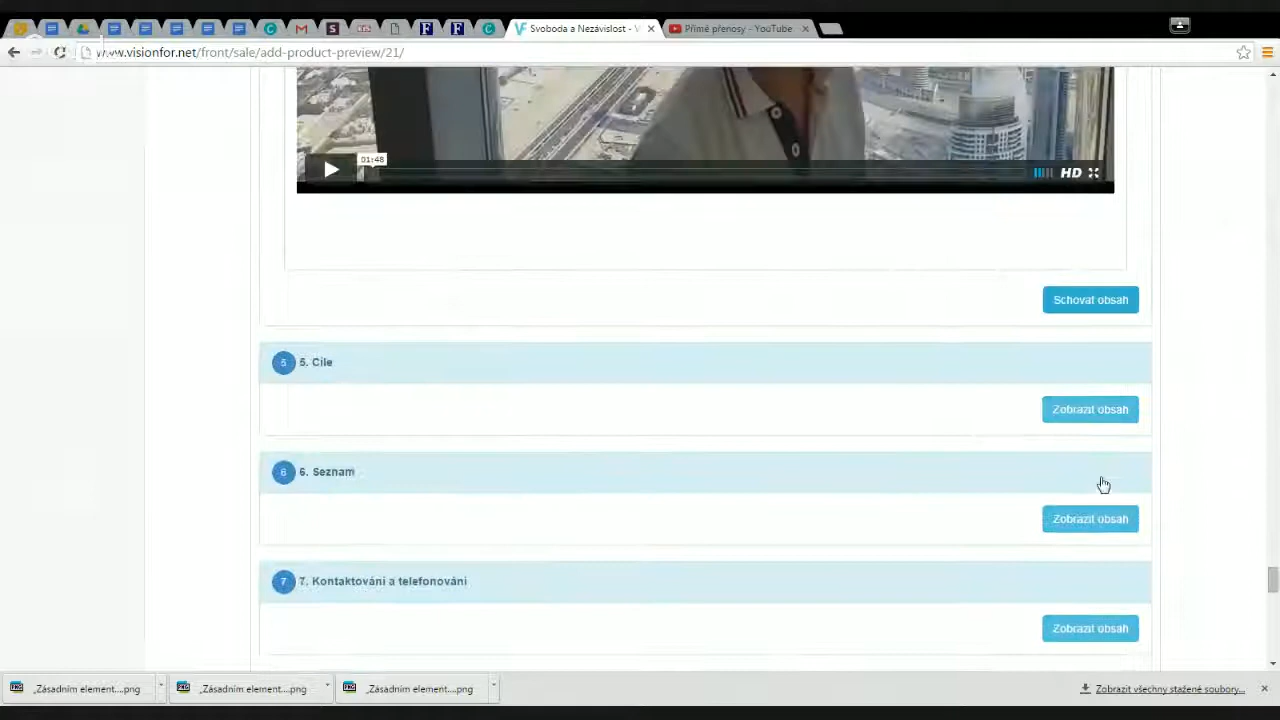 Svoboda a Nezávislost - V
Přímé přenosy - YouTube
www.visionfor.net/front/sale/add-product-preview/21/
01:48
HD
Schovat obsah
5 5. Cíle
Zobrazit obsah
6 6. Seznam
Zobrazit obsah
7 7. Kontaktování a telefonování
Zobrazit obsah
„Zásadním element....png
„Zásadním element....png
„Zásadním element....png
Zobrazit všechny stažené soubory...